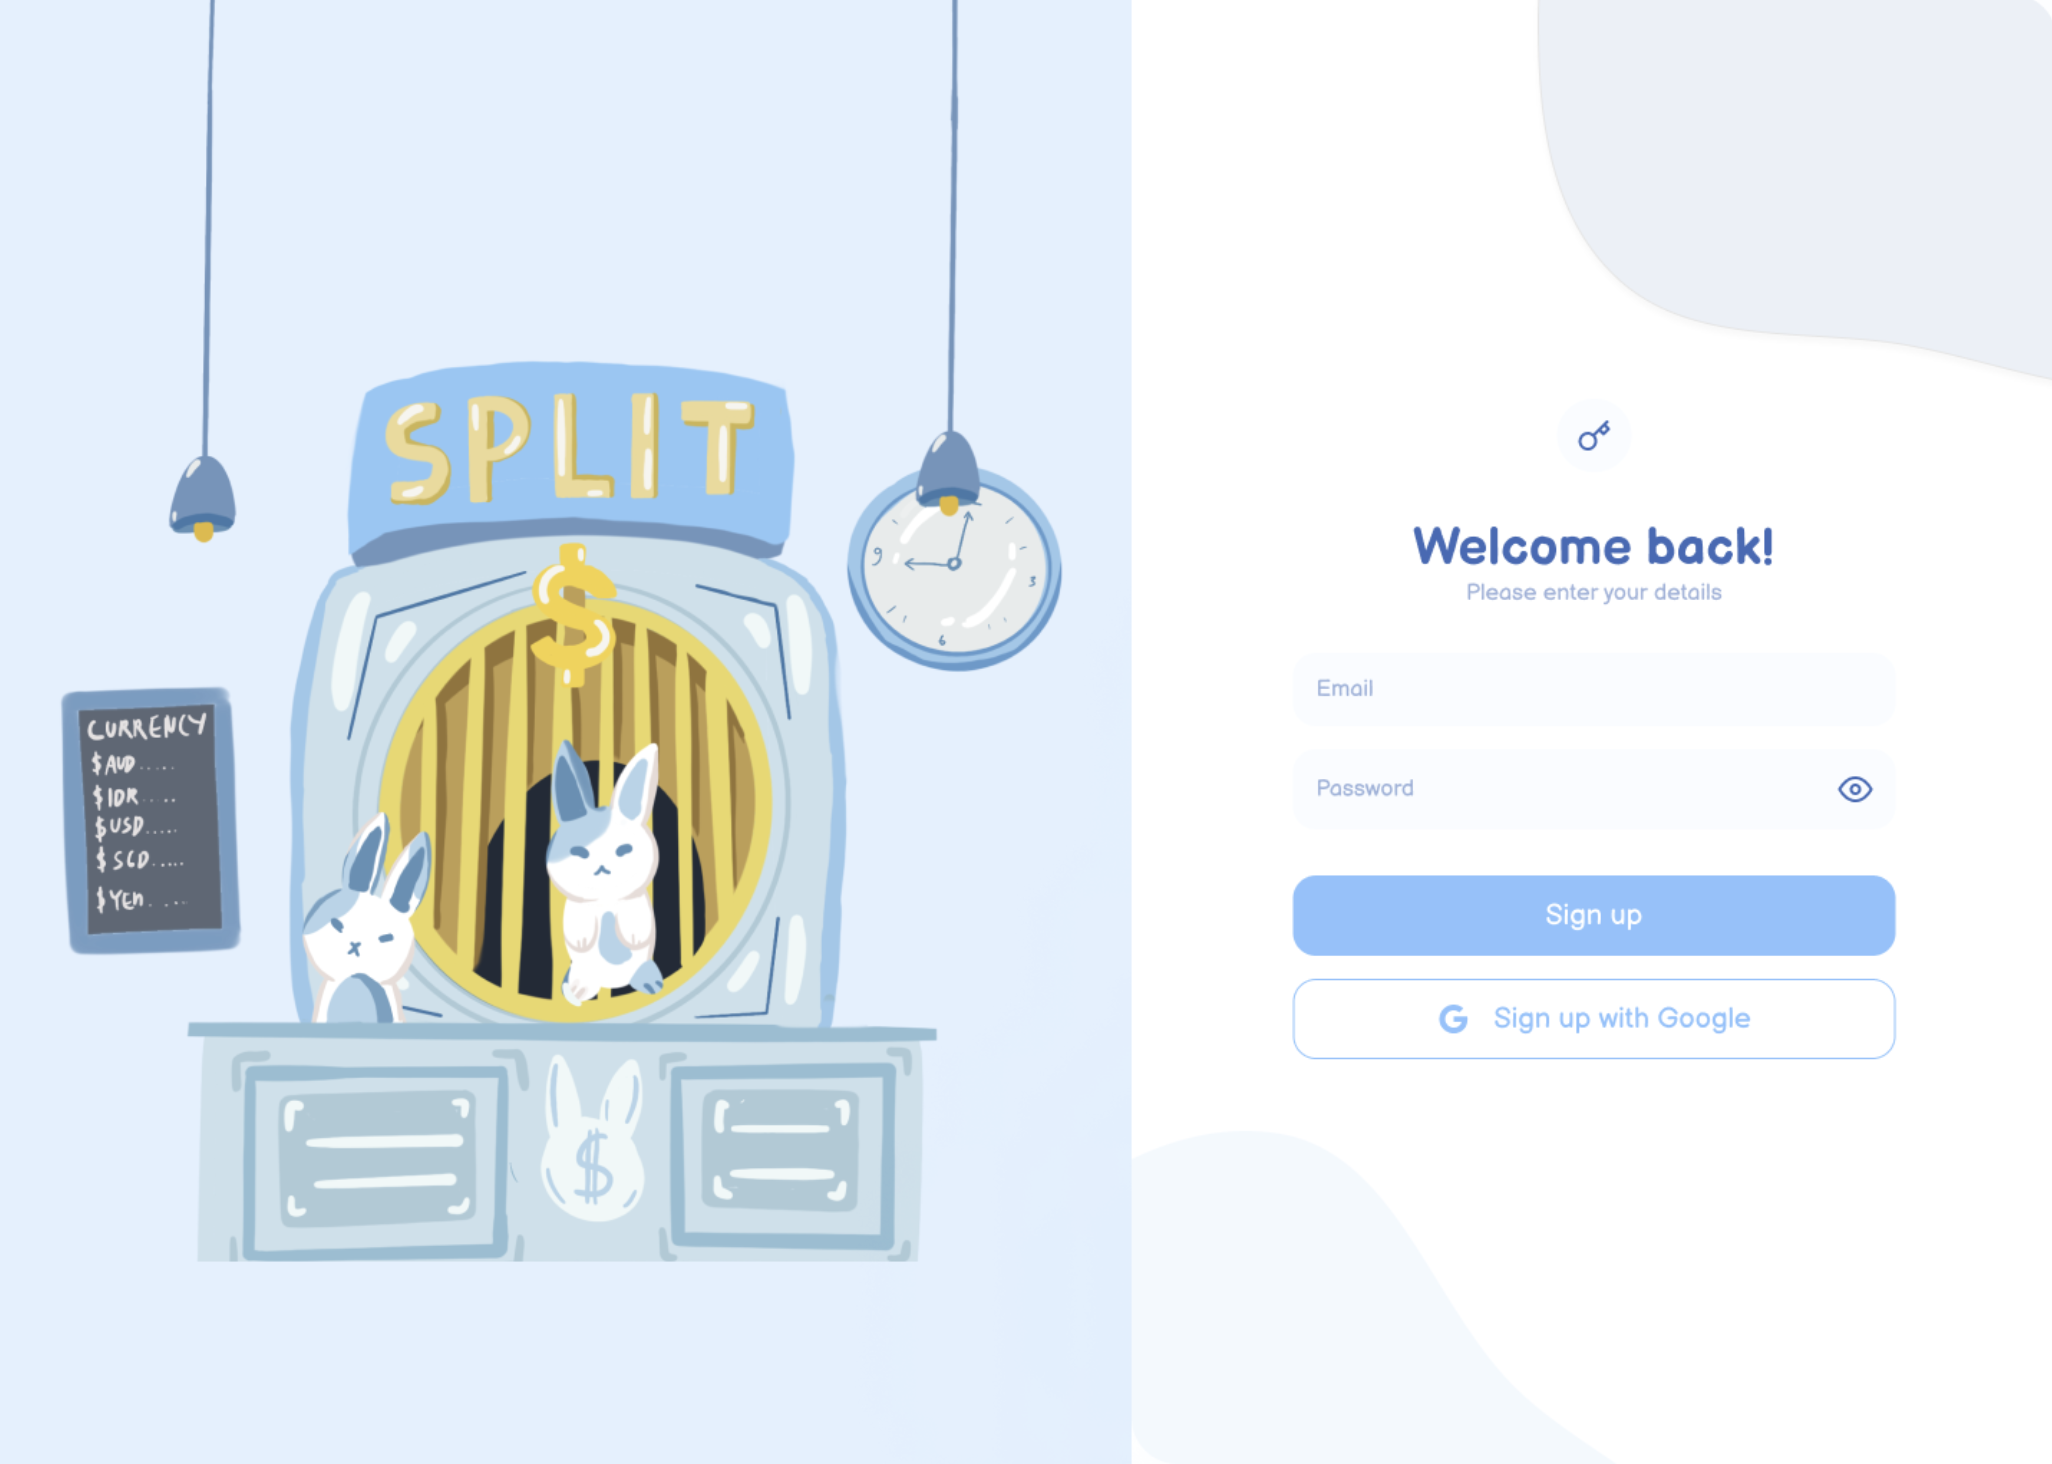 SPLIT
9
3
6
CURRENCY
$ AUD .....
$ IDR .....
$ USD .....
$ SGD .....
$ YEn .....
$
$
Welcome back!
Please enter your details
Email
Password
Sign up
G Sign up with Google